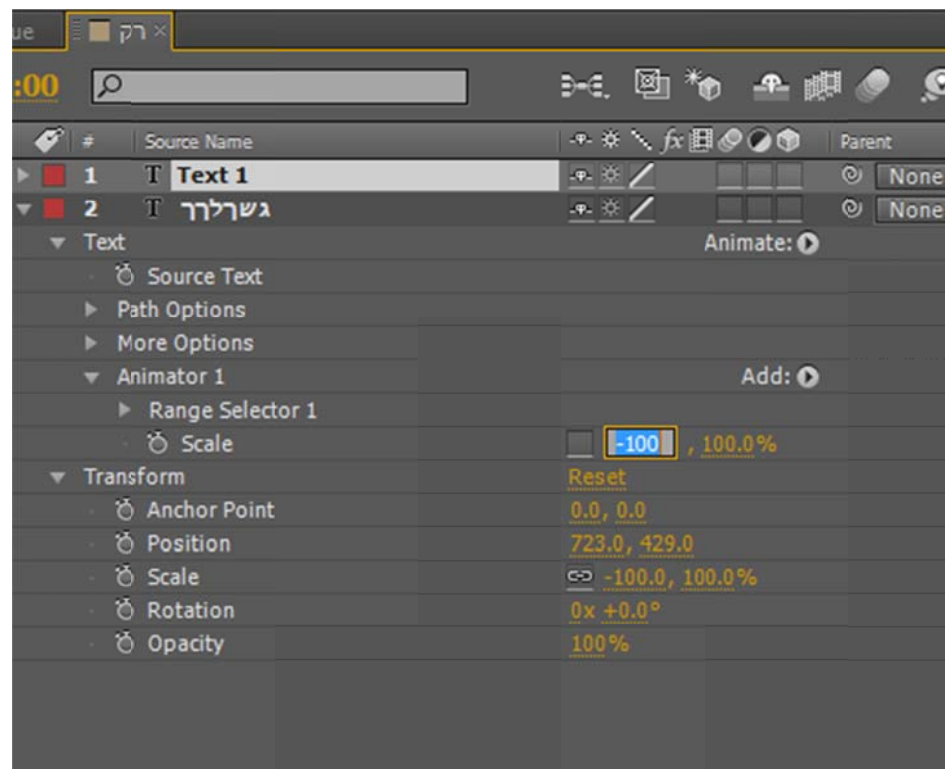 ue רק ×
:00
# Source Name fx Parent
1 T Text 1 None
2 T גשרלךך None
Text Animate:
Source Text
Path Options
More Options
Animator 1 Add:
Range Selector 1
Scale -100 , 100.0%
Transform Reset
Anchor Point 0.0, 0.0
Position 723.0, 429.0
Scale -100.0, 100.0%
Rotation 0x +0.0°
Opacity 100%